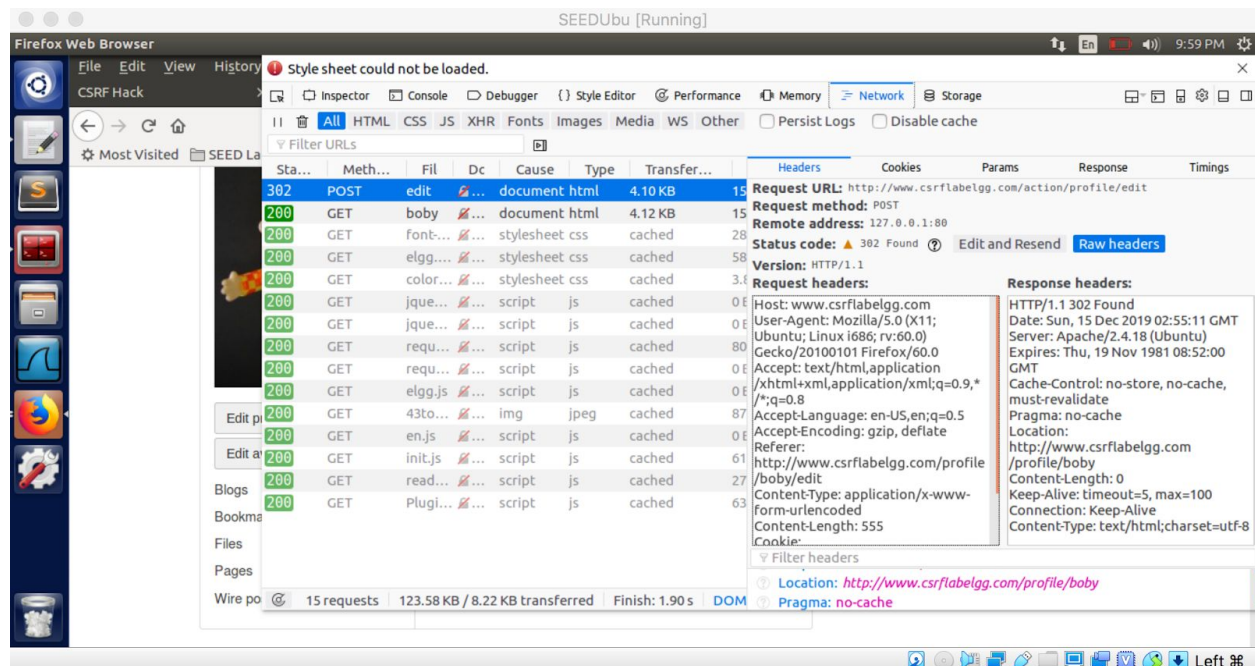 SEEDUbu [Running]
Firefox Web Browser
En
9:59 PM
File Edit View History
Style sheet could not be loaded.
CSRF Hack
Inspector Console Debugger {} Style Editor Performance Memory Network Storage
All HTML CSS JS XHR Fonts Images Media WS Other Persist Logs Disable cache
Filter URLs
Most Visited SEED La
Sta... Meth... Fil Dc Cause Type Transfer...
302 POST edit ... document html 4.10 KB 15
200 GET boby ... document html 4.12 KB 15
200 GET font-... ... stylesheet css cached 28
200 GET elgg.... ... stylesheet css cached 58
200 GET color... ... stylesheet css cached 3.8
200 GET jque... ... script js cached 0 B
200 GET jque... ... script js cached 0 B
200 GET requ... ... script js cached 80
200 GET requ... ... script js cached 0 B
200 GET elgg.js ... script js cached 0 B
200 GET 43to... ... img jpeg cached 87
200 GET en.js ... script js cached 0 B
200 GET init.js ... script js cached 61
200 GET read... ... script js cached 27
200 GET Plugi... ... script js cached 63
15 requests 123.58 KB / 8.22 KB transferred Finish: 1.90 s DOM
Headers Cookies Params Response Timings
Request URL: http://www.csrflabelgg.com/action/profile/edit
Request method: POST
Remote address: 127.0.0.1:80
Status code: 302 Found Edit and Resend Raw headers
Version: HTTP/1.1
Request headers:
Host: www.csrflabelgg.com
User-Agent: Mozilla/5.0 (X11;
Ubuntu; Linux i686; rv:60.0)
Gecko/20100101 Firefox/60.0
Accept: text/html,application
/xhtml+xml,application/xml;q=0.9,*
/*;q=0.8
Accept-Language: en-US,en;q=0.5
Accept-Encoding: gzip, deflate
Referer:
http://www.csrflabelgg.com/profile
/boby/edit
Content-Type: application/x-www-
form-urlencoded
Content-Length: 555
Cookie:
Response headers:
HTTP/1.1 302 Found
Date: Sun, 15 Dec 2019 02:55:11 GMT
Server: Apache/2.4.18 (Ubuntu)
Expires: Thu, 19 Nov 1981 08:52:00
GMT
Cache-Control: no-store, no-cache,
must-revalidate
Pragma: no-cache
Location:
http://www.csrflabelgg.com
/profile/boby
Content-Length: 0
Keep-Alive: timeout=5, max=100
Connection: Keep-Alive
Content-Type: text/html;charset=utf-8
Filter headers
Location: http://www.csrflabelgg.com/profile/boby
Pragma: no-cache
Edit p
Edit a
Blogs
Bookma
Files
Pages
Wire po
Left ⌘